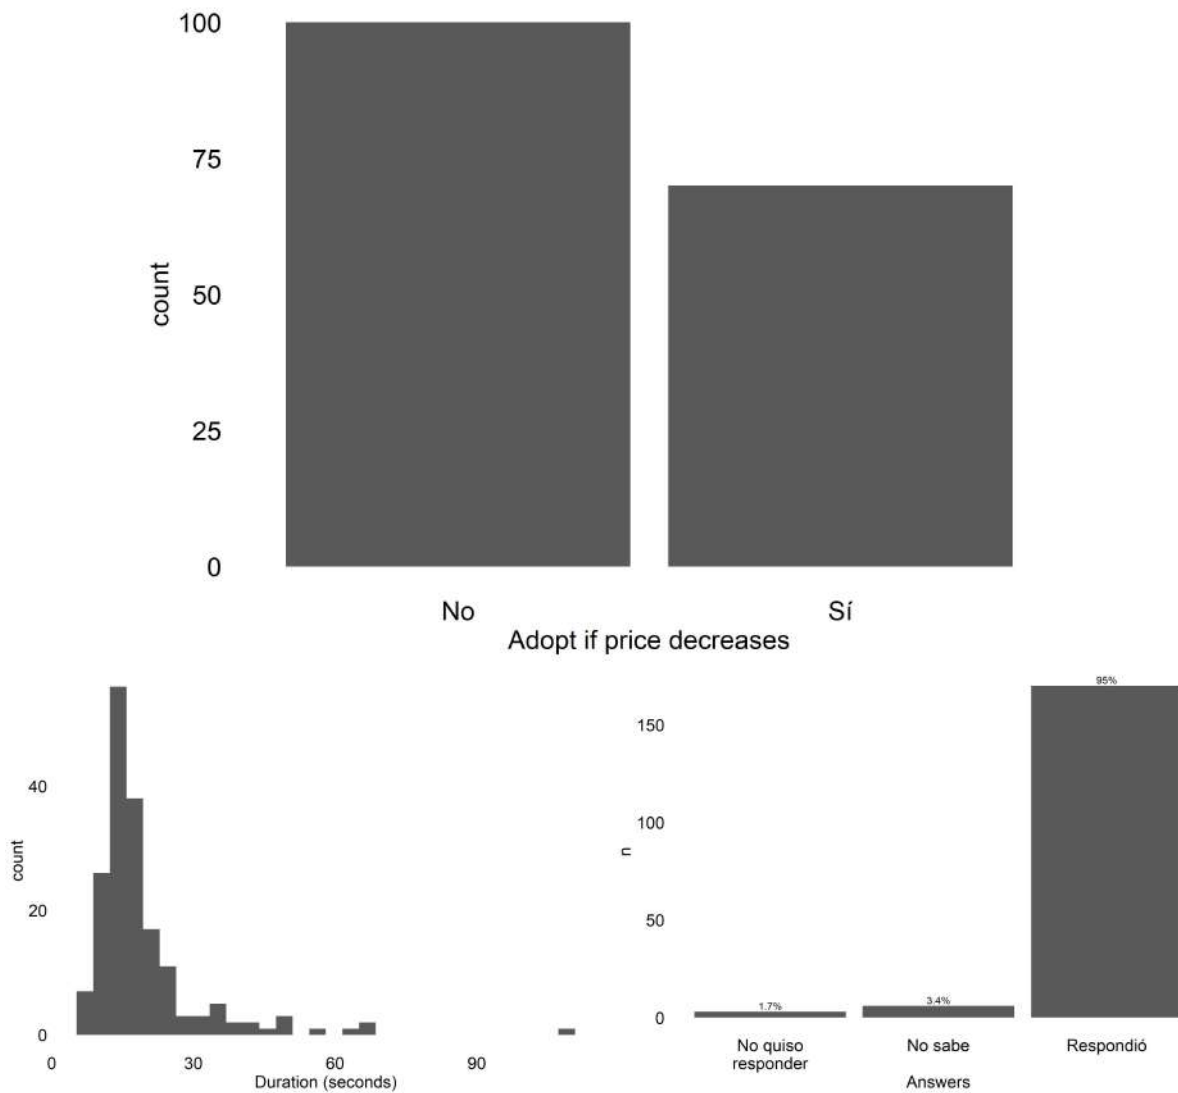 100
75
50
25
0
count
No
Sí
Adopt if price decreases
40
20
0
count
0
30
60
90
Duration (seconds)
95%
150
100
50
0
n
1.7%
3.4%
No quiso
responder
No sabe
Respondió
Answers